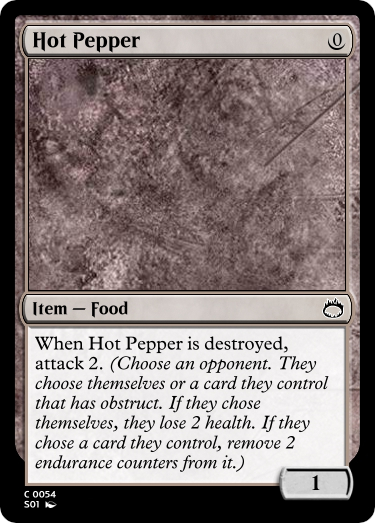 Hot Pepper 0
Item — Food
When Hot Pepper is destroyed,
attack 2. (Choose an opponent. They
choose themselves or a card they control
that has obstruct. If they chose
themselves, they lose 2 health. If they
chose a card they control, remove 2
endurance counters from it.)
1
C 0054
S01